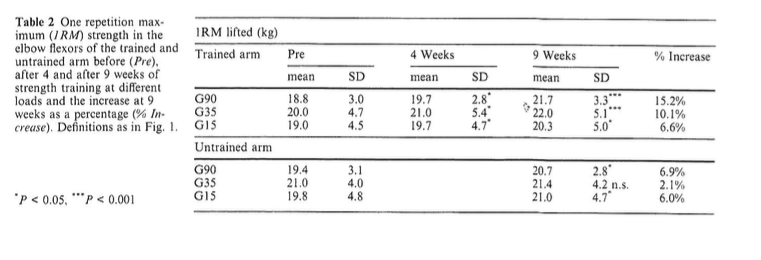 Table 2 One repetition max-
imum (1RM) strength in the
elbow flexors of the trained and
untrained arm before (Pre),
after 4 and after 9 weeks of
strength training at different
loads and the increase at 9
weeks as a percentage (% In-
crease). Definitions as in Fig. 1.
*P < 0.05, ***P < 0.001
1RM lifted (kg)
Trained arm Pre 4 Weeks 9 Weeks % Increase
mean SD mean SD mean SD
G90 18.8 3.0 19.7 2.8* 21.7 3.3*** 15.2%
G35 20.0 4.7 21.0 5.4* 22.0 5.1*** 10.1%
G15 19.0 4.5 19.7 4.7* 20.3 5.0* 6.6%
Untrained arm
G90 19.4 3.1 20.7 2.8* 6.9%
G35 21.0 4.0 21.4 4.2 n.s. 2.1%
G15 19.8 4.8 21.0 4.7* 6.0%